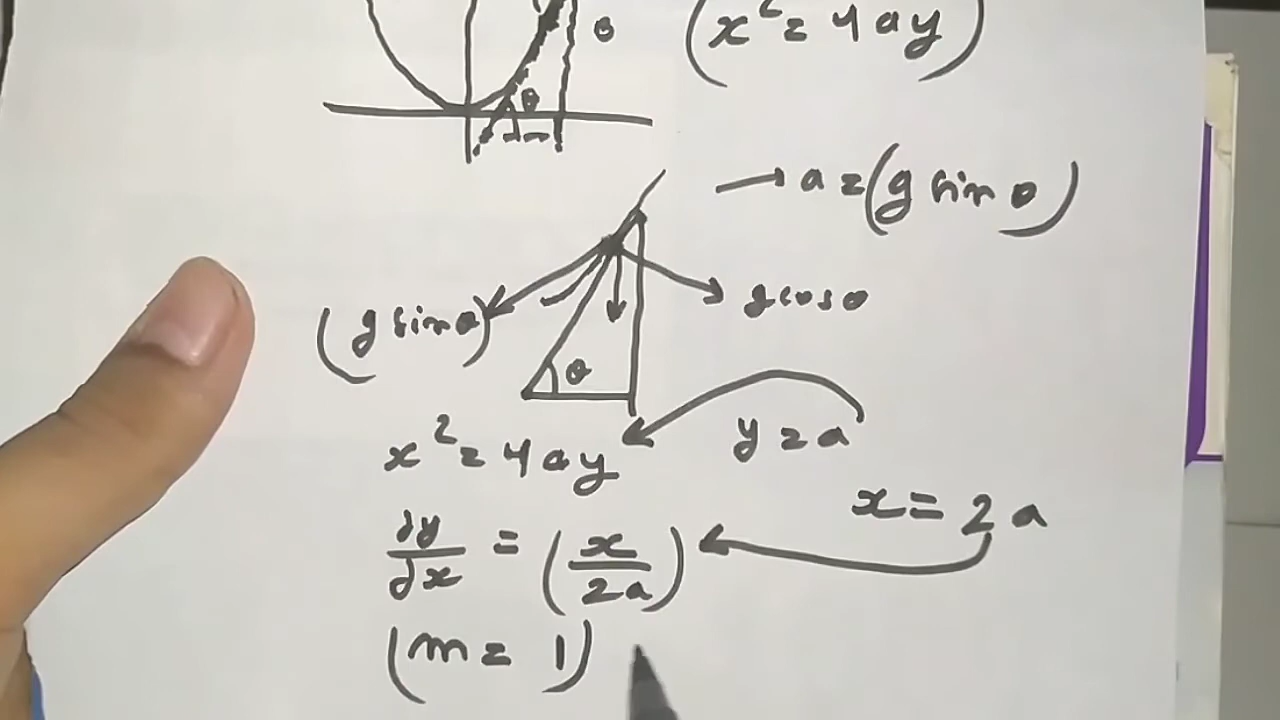 (x² = 4ay)
θ
θ
→ a = (g sin θ)
(g sin θ)
g cos θ
θ
x² = 4ay
y = a
x = 2a
dy/dx = (x/2a)
(m = 1)